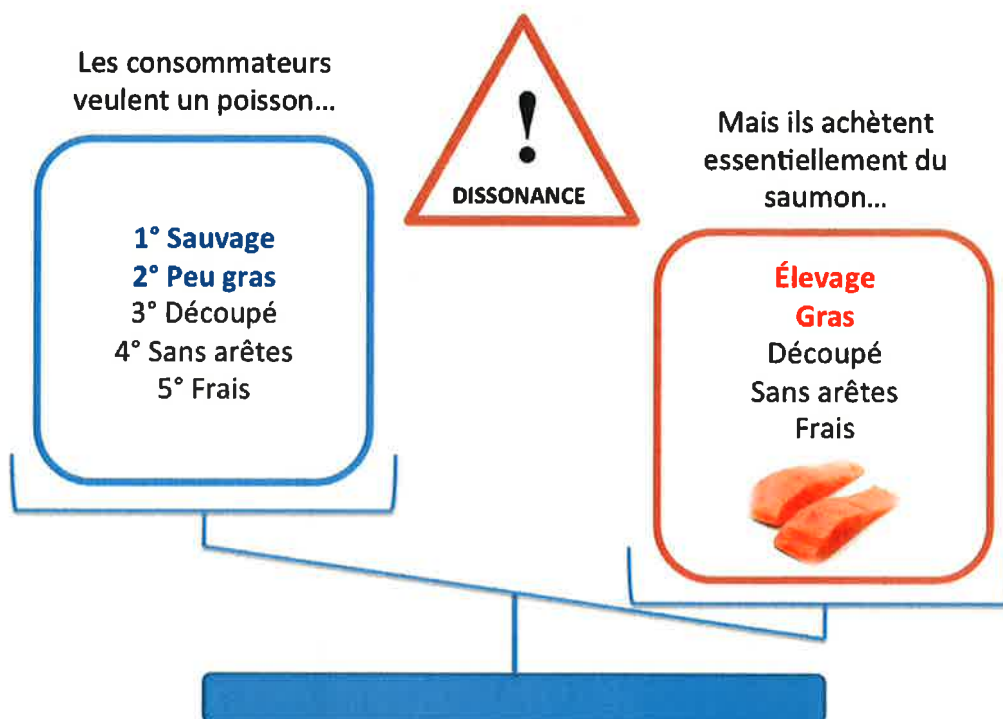 Les consommateurs
veulent un poisson...
1° Sauvage
2° Peu gras
3° Découpé
4° Sans arêtes
5° Frais
!
DISSONANCE
Mais ils achètent
essentiellement du
saumon...
Élevage
Gras
Découpé
Sans arêtes
Frais